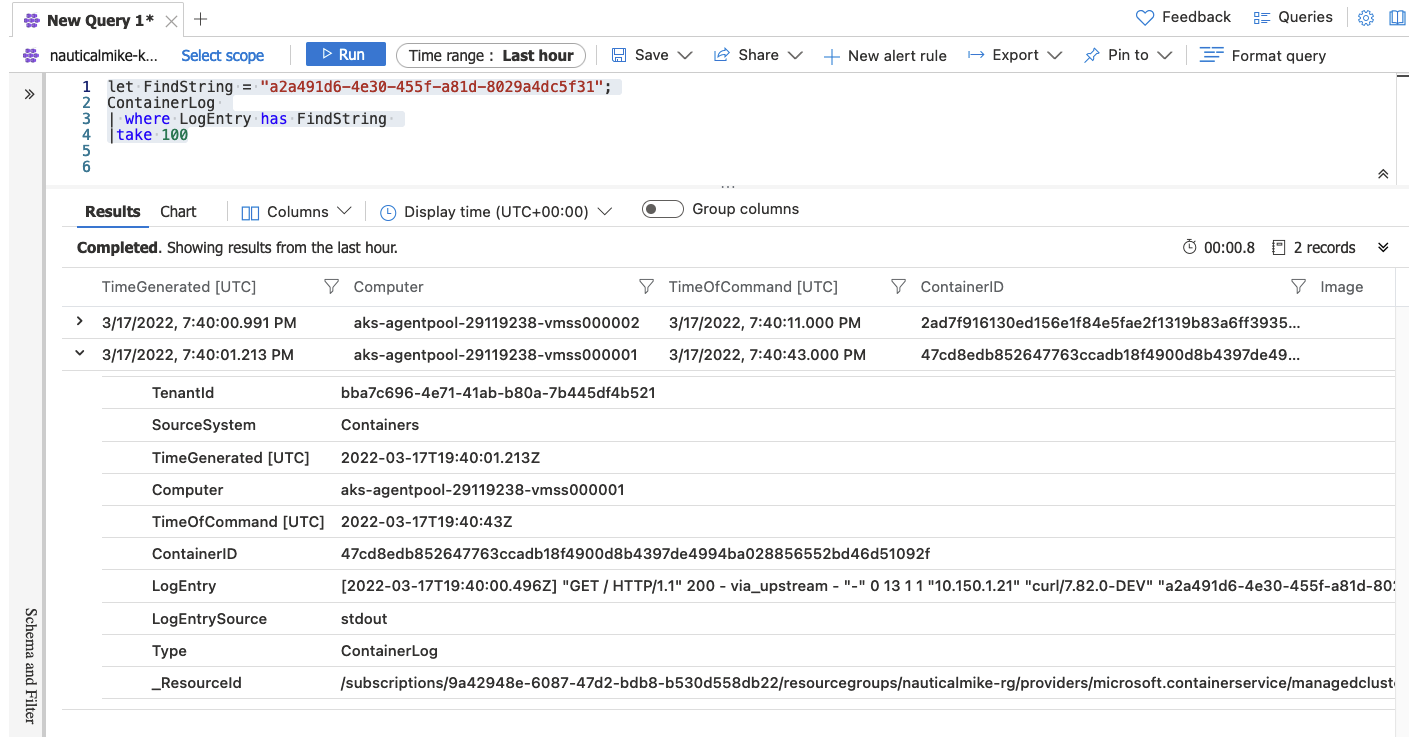 New Query 1*
Feedback Queries
nauticalmike-k... Select scope Run Time range : Last hour Save Share New alert rule Export Pin to Format query
1 let FindString = "a2a491d6-4e30-455f-a81d-8029a4dc5f31";
2 ContainerLog
3 | where LogEntry has FindString
4 |take 100
5
6
...
Results Chart Columns Display time (UTC+00:00) Group columns
Completed. Showing results from the last hour. 00:00.8 2 records
TimeGenerated [UTC] Computer TimeOfCommand [UTC] ContainerID Image
3/17/2022, 7:40:00.991 PM aks-agentpool-29119238-vmss000002 3/17/2022, 7:40:11.000 PM 2ad7f916130ed156e1f84e5fae2f1319b83a6ff3935...
3/17/2022, 7:40:01.213 PM aks-agentpool-29119238-vmss000001 3/17/2022, 7:40:43.000 PM 47cd8edb852647763ccadb18f4900d8b4397de49...
TenantId bba7c696-4e71-41ab-b80a-7b445df4b521
SourceSystem Containers
TimeGenerated [UTC] 2022-03-17T19:40:01.213Z
Computer aks-agentpool-29119238-vmss000001
TimeOfCommand [UTC] 2022-03-17T19:40:43Z
ContainerID 47cd8edb852647763ccadb18f4900d8b4397de4994ba028856552bd46d51092f
LogEntry [2022-03-17T19:40:00.496Z] "GET / HTTP/1.1" 200 - via_upstream - "-" 0 13 1 1 "10.150.1.21" "curl/7.82.0-DEV" "a2a491d6-4e30-455f-a81d-802
LogEntrySource stdout
Type ContainerLog
_ResourceId /subscriptions/9a42948e-6087-47d2-bdb8-b530d558db22/resourcegroups/nauticalmike-rg/providers/microsoft.containerservice/managedcluste
Schema and Filter